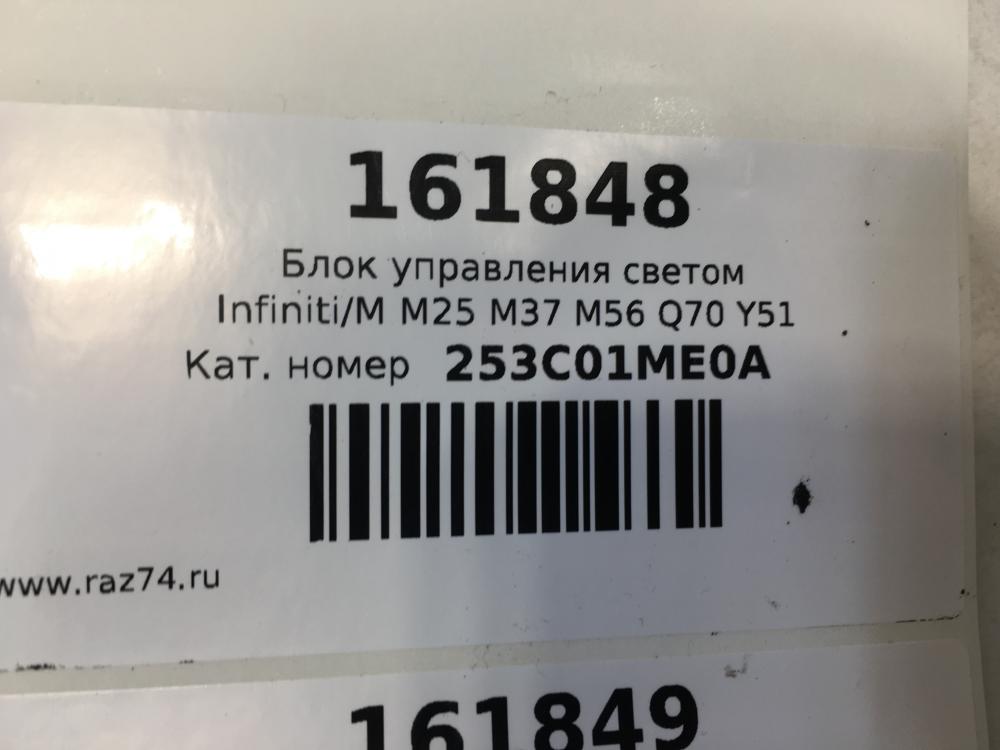 161848
Блок управления светом
Infiniti/M M25 M37 M56 Q70 Y51
Кат. номер 253C01ME0A
www.raz74.ru
161849